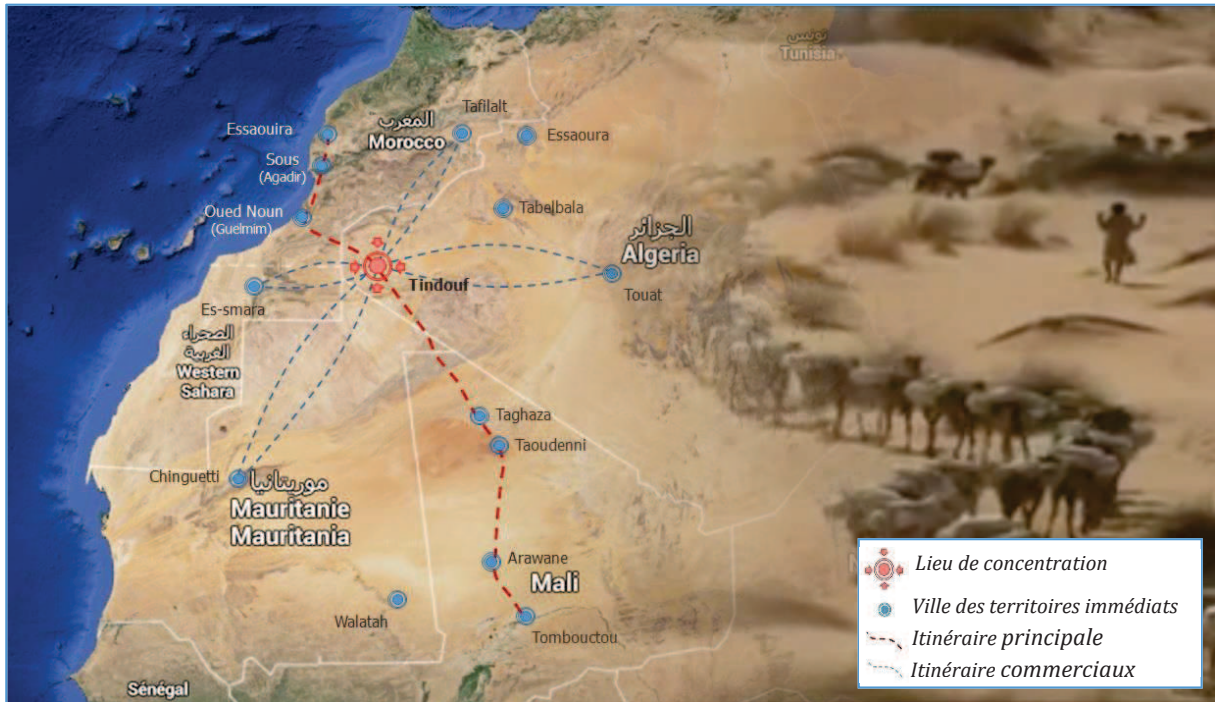 تونس
Tunisia
Tafilalt
Essaouira
المغرب
Morocco
Essaoura
Sous
(Agadir)
Oued Noun
(Guelmim)
Tabelbala
الجزائر
Algeria
Tindouf
Touat
Es-smara
الصحراء
الغربية
Western
Sahara
Taghaza
Taoudenni
Chinguetti
موريتانيا
Mauritanie
Mauritania
Arawane
Mali
Walatah
Tombouctou
Sénégal
Lieu de concentration
Ville des territoires immédiats
Itinéraire principale
Itinéraire commerciaux